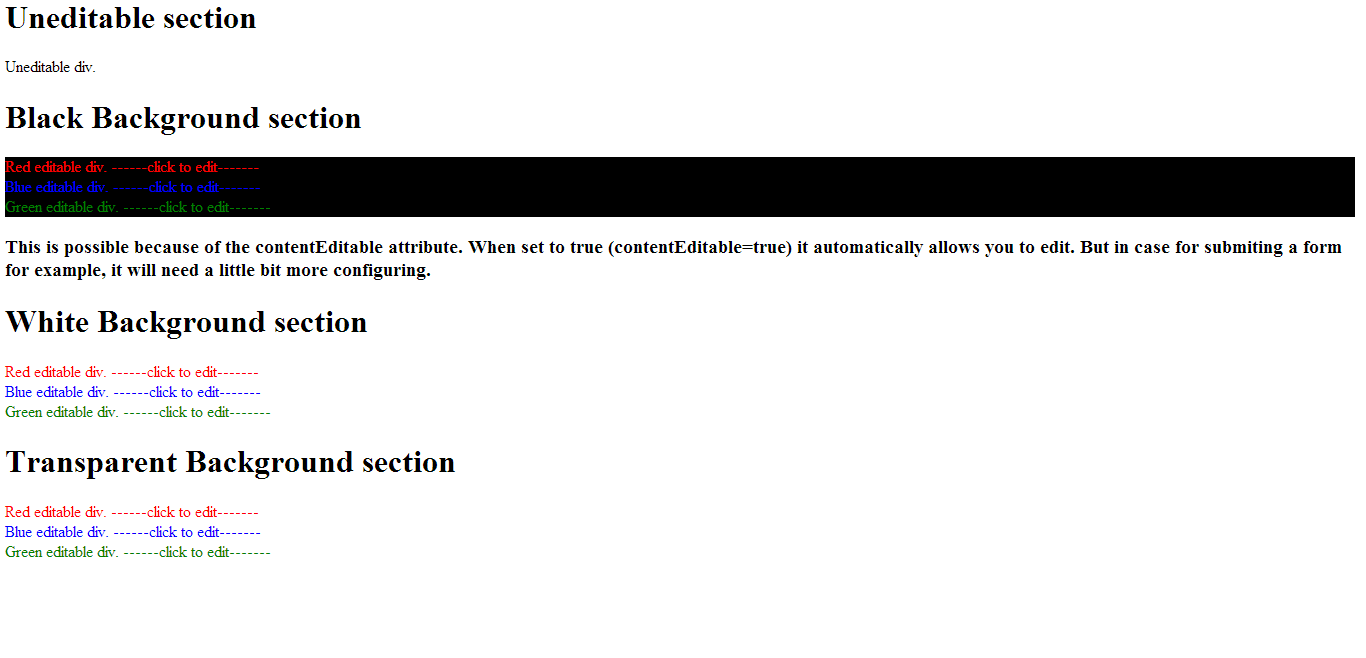 Uneditable section
Uneditable div.
Black Background section
Red editable div. ------click to edit-------
Blue editable div. ------click to edit-------
Green editable div. ------click to edit-------
This is possible because of the contentEditable attribute. When set to true (contentEditable=true) it automatically allows you to edit. But in case for submiting a form
for example, it will need a little bit more configuring.
White Background section
Red editable div. ------click to edit-------
Blue editable div. ------click to edit-------
Green editable div. ------click to edit-------
Transparent Background section
Red editable div. ------click to edit-------
Blue editable div. ------click to edit-------
Green editable div. ------click to edit-------